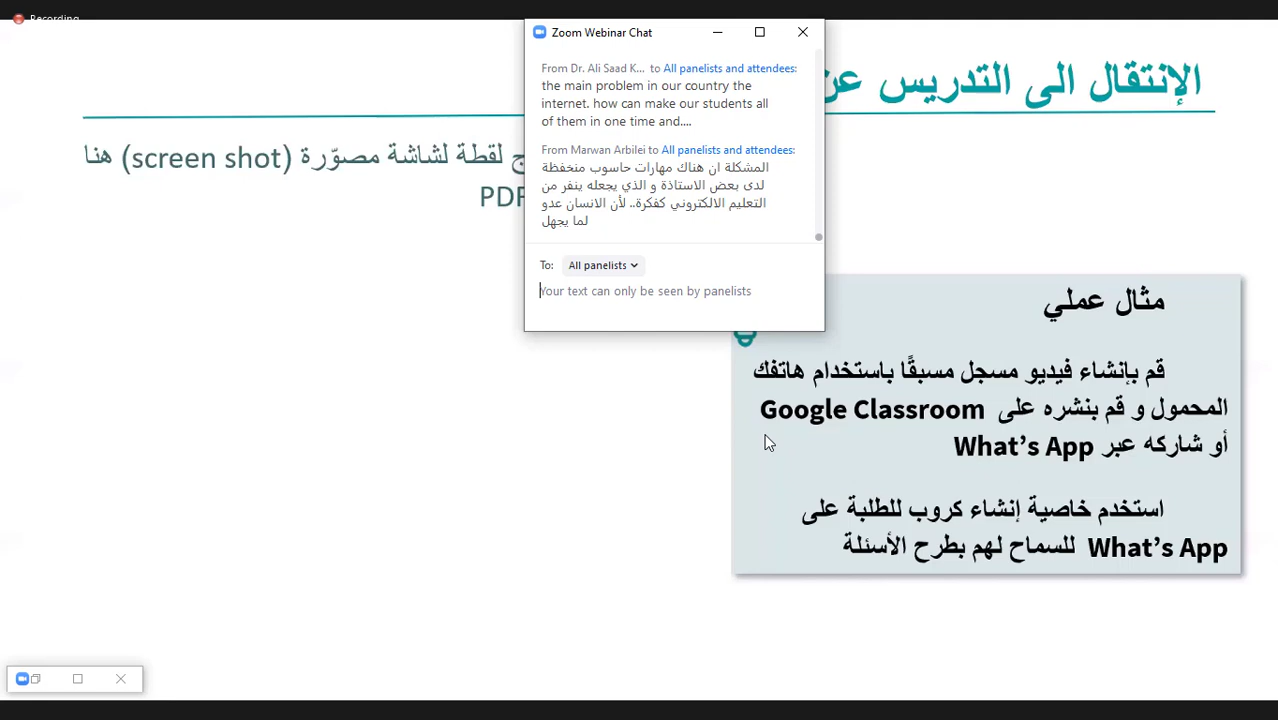 Recording
Zoom Webinar Chat
From Dr. Ali Saad K... to All panelists and attendees:
the main problem in our country the
internet. how can make our students all
of them in one time and....
From Marwan Arbilei to All panelists and attendees:
المشكلة ان هناك مهارات حاسوب منخفظة
لدى بعض الاستاذة و الذي يجعله ينفر من
التعليم الالكتروني كفكرة.. لأن الانسان عدو
لما يجهل
To: All panelists
Your text can only be seen by panelists
الإنتقال الى التدريس عن
لقطة لشاشة مصوّرة (screen shot) هنا
PDF
مثال عملي
قم بإنشاء فيديو مسجل مسبقًا باستخدام هاتفك
المحمول و قم بنشره على Google Classroom
أو شاركه عبر What’s App
استخدم خاصية إنشاء كروب للطلبة على
What’s App للسماح لهم بطرح الأسئلة